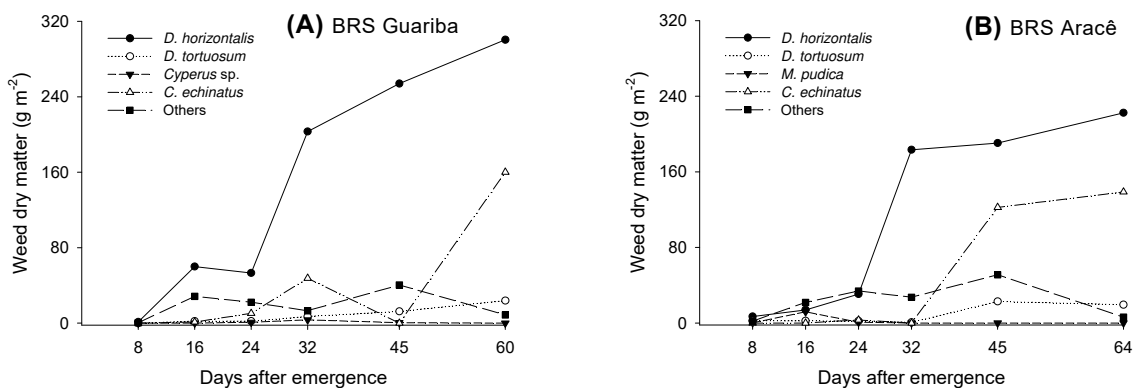 (A) BRS Guariba
Weed dry matter (g m-2)
320
240
160
80
0
D. horizontalis
D. tortuosum
Cyperus sp.
C. echinatus
Others
8 16 24 32 45 60
Days after emergence
(B) BRS Aracê
Weed dry matter (g m-2)
320
240
160
80
0
D. horizontalis
D. tortuosum
M. pudica
C. echinatus
Others
8 16 24 32 45 64
Days after emergence